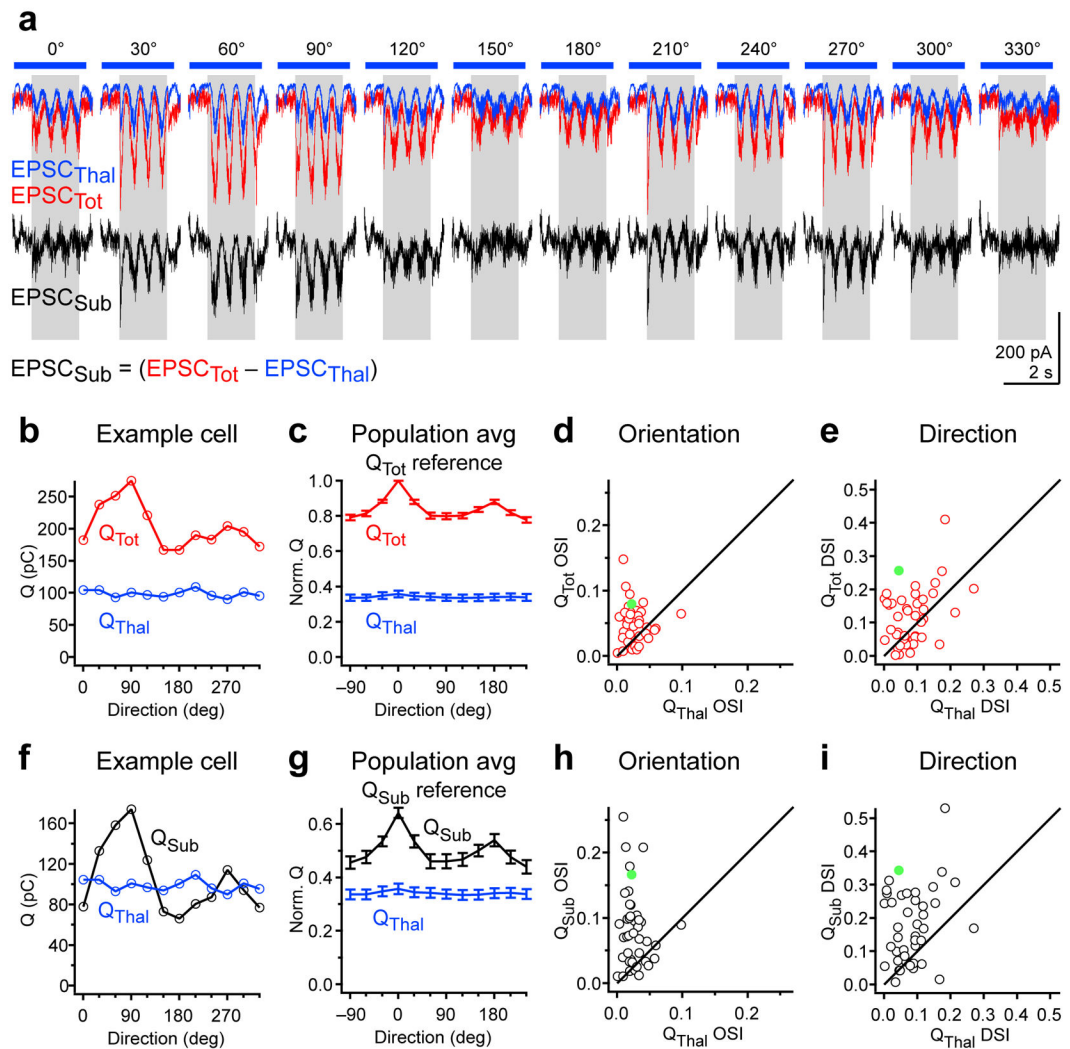 a
0° 30° 60° 90° 120° 150° 180° 210° 240° 270° 300° 330°
EPSCThal
EPSCTot
EPSCSub
EPSCSub = (EPSCTot – EPSCThal)
200 pA
2 s
b Example cell
Q (pC)
250
200
150
100
50
0
QTot
QThal
0 90 180 270
Direction (deg)
c Population avg
QTot reference
Norm. Q
1.0
0.8
0.6
0.4
0.2
0.0
QTot
QThal
–90 0 90 180
Direction (deg)
d Orientation
QTot OSI
0.2
0.1
0.0
0.0 0.1 0.2
QThal OSI
e Direction
QTot DSI
0.5
0.4
0.3
0.2
0.1
0.0
0.0 0.1 0.2 0.3 0.4 0.5
QThal DSI
f Example cell
Q (pC)
160
120
80
40
0
QSub
QThal
0 90 180 270
Direction (deg)
g Population avg
QSub reference
Norm. Q
0.6
0.4
0.2
0.0
QSub
QThal
–90 0 90 180
Direction (deg)
h Orientation
QSub OSI
0.2
0.1
0.0
0.0 0.1 0.2
QThal OSI
i Direction
QSub DSI
0.5
0.4
0.3
0.2
0.1
0.0
0.0 0.1 0.2 0.3 0.4 0.5
QThal DSI